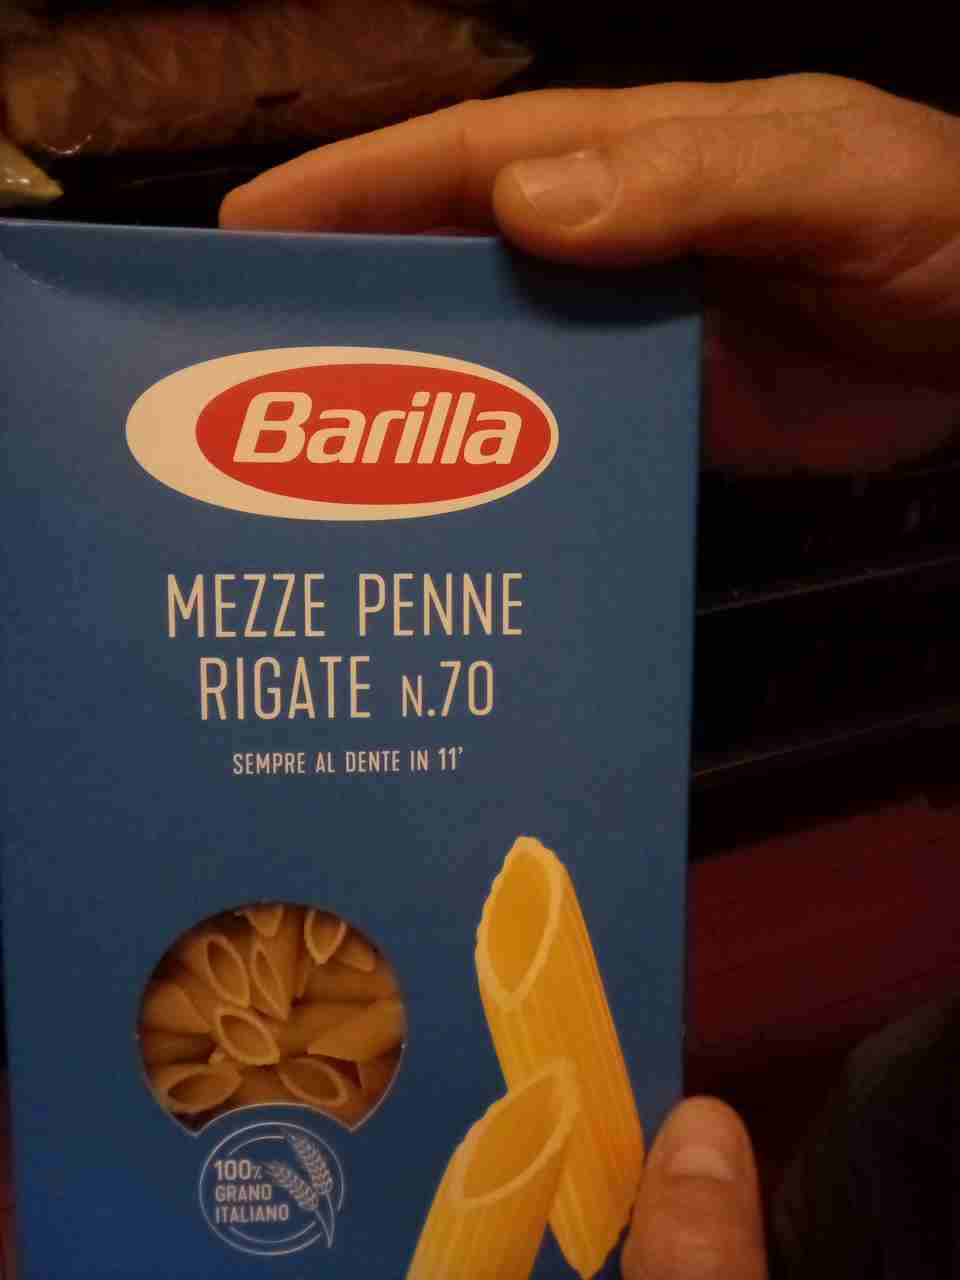 Barilla
MEZZE PENNE
RIGATE N.70
SEMPRE AL DENTE IN 11'
100%
GRANO
ITALIANO